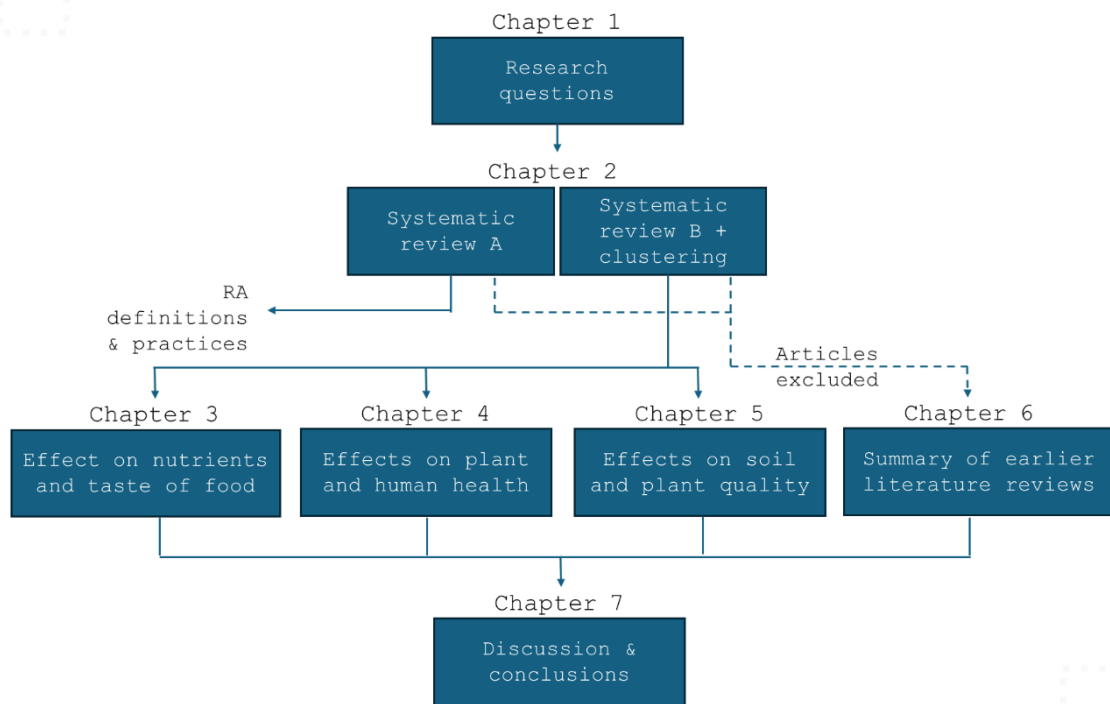 Chapter 1
Research
questions
Chapter 2
Systematic
review A
Systematic
review B +
clustering
RA
definitions
& practices
Articles
excluded
Chapter 3
Effect on nutrients
and taste of food
Chapter 4
Effects on plant
and human health
Chapter 5
Effects on soil
and plant quality
Chapter 6
Summary of earlier
literature reviews
Chapter 7
Discussion &
conclusions